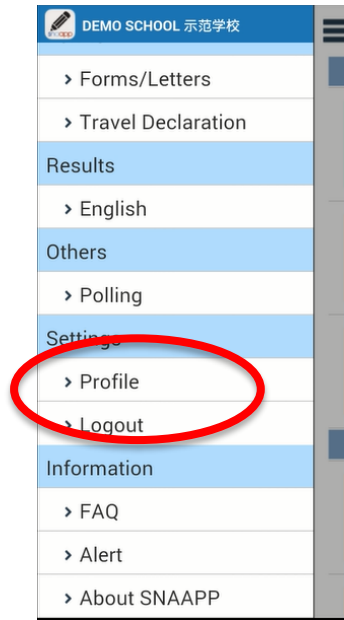 DEMO SCHOOL 示范学校
Forms/Letters
Travel Declaration
Results
English
Others
Polling
Settings
Profile
Logout
Information
FAQ
Alert
About SNAAPP